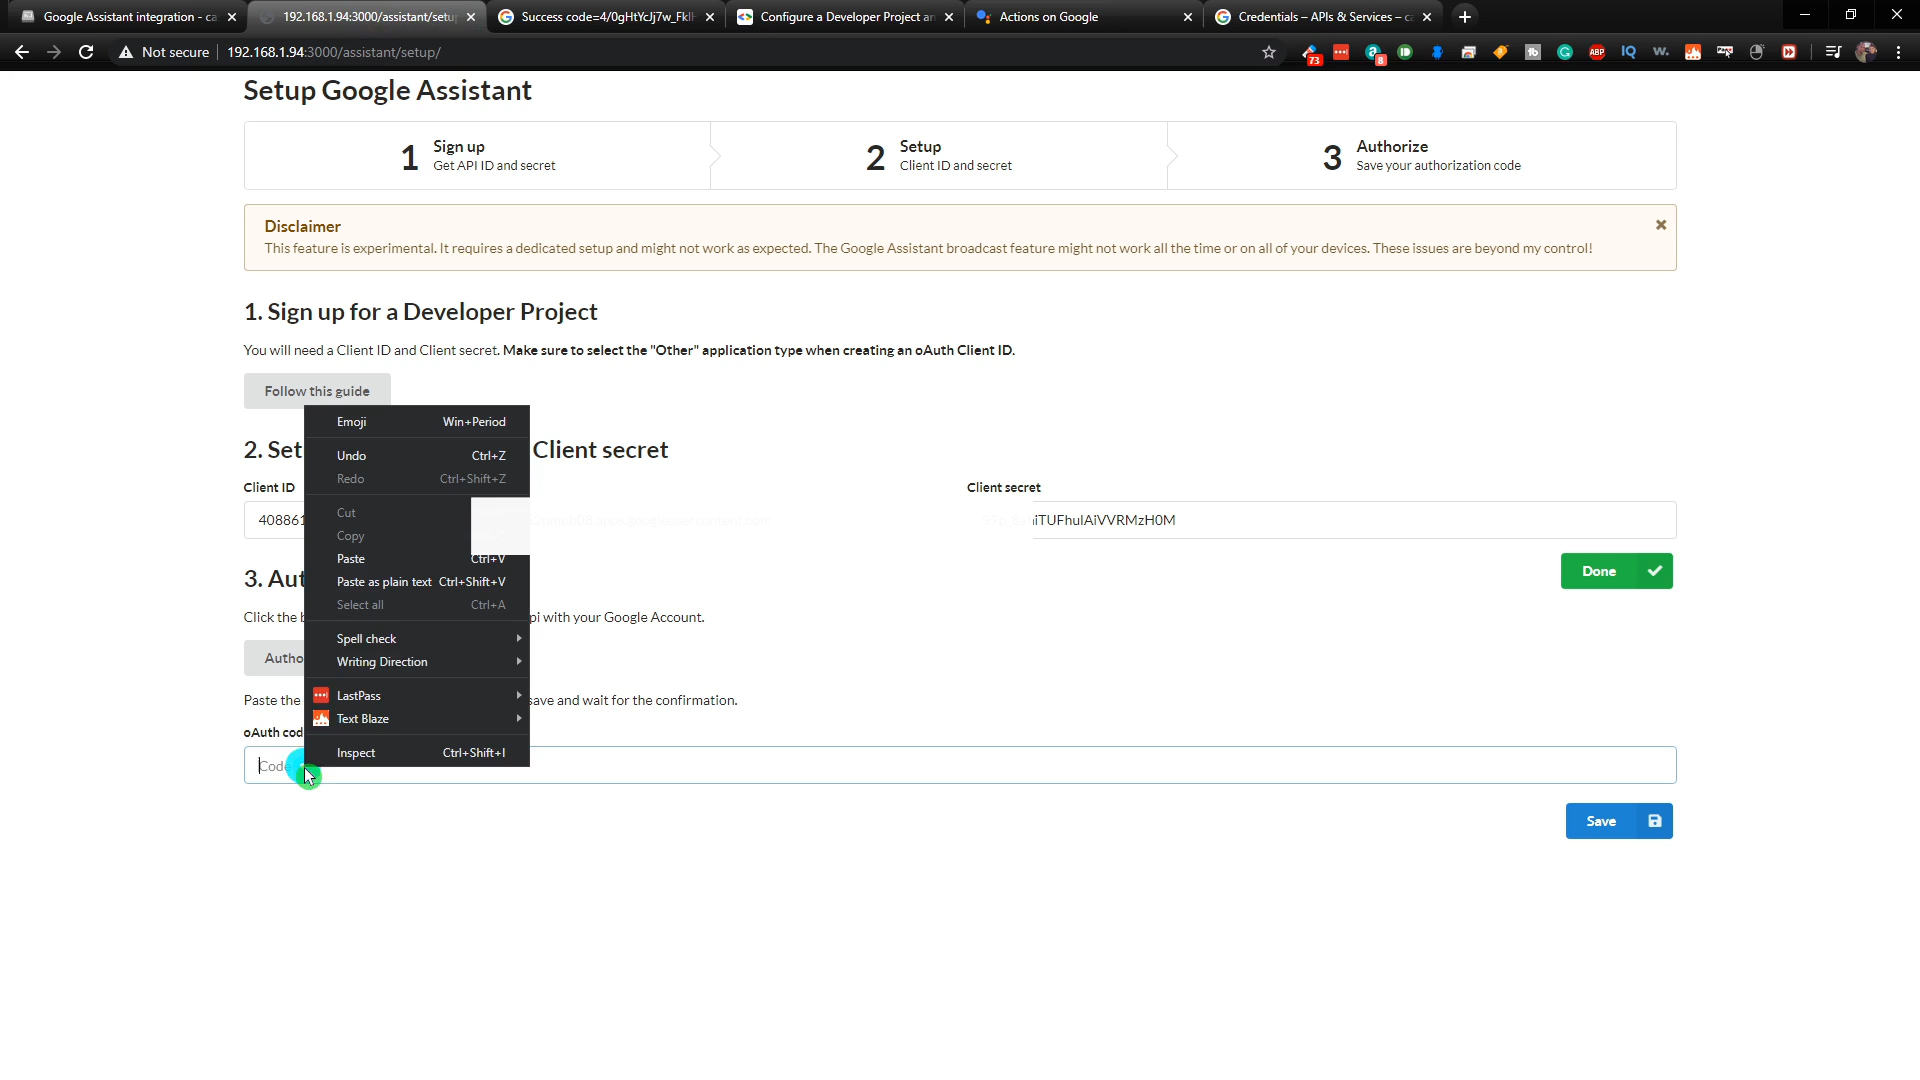 Google Assistant integration - ca
192.168.1.94:3000/assistant/setu
Success code=4/0gHtYcJj7w_FklH
Configure a Developer Project an
Actions on Google
Credentials – APIs & Services – ca
Not secure
192.168.1.94:3000/assistant/setup/
73
8
ABP
IQ
w.
Setup Google Assistant
1 Sign up
Get API ID and secret
2 Setup
Client ID and secret
3 Authorize
Save your authorization code
Disclaimer
This feature is experimental. It requires a dedicated setup and might not work as expected. The Google Assistant broadcast feature might not work all the time or on all of your devices. These issues are beyond my control!
1. Sign up for a Developer Project
You will need a Client ID and Client secret. Make sure to select the "Other" application type when creating an oAuth Client ID.
Follow this guide
2. Set Client secret
Client ID
Client secret
408861
iTUFhulAiVVRMzH0M
Done
3. Aut
Click the b pi with your Google Account.
Autho
Paste the save and wait for the confirmation.
oAuth cod
Code
Save
Emoji Win+Period
Undo Ctrl+Z
Redo Ctrl+Shift+Z
Cut
Copy
Paste Ctrl+V
Paste as plain text Ctrl+Shift+V
Select all Ctrl+A
Spell check
Writing Direction
LastPass
Text Blaze
Inspect Ctrl+Shift+I